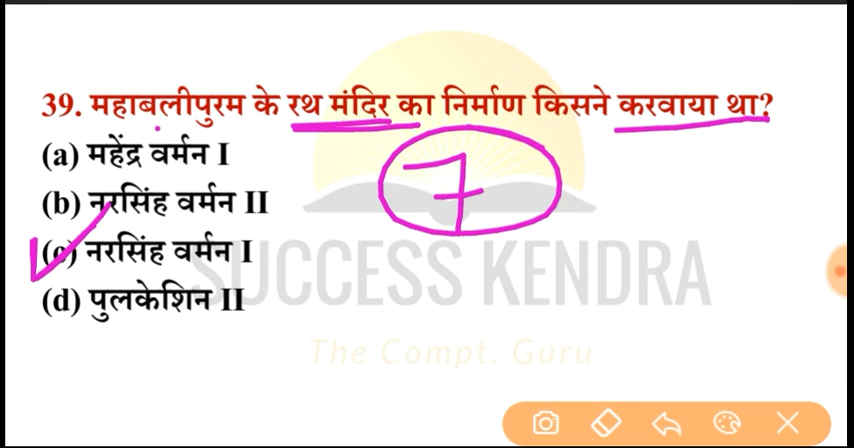 39. महाबलीपुरम के रथ मंदिर का निर्माण किसने करवाया था?
7
(a) महेंद्र वर्मन I
(b) नरसिंह वर्मन II
(c) नरसिंह वर्मन I
(d) पुलकेशिन II
SUCCESS KENDRA
The Compt. Guru